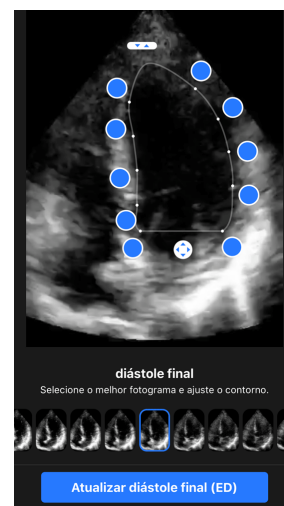 diástole final
Selecione o melhor fotograma e ajuste o contorno.
Atualizar diástole final (ED)